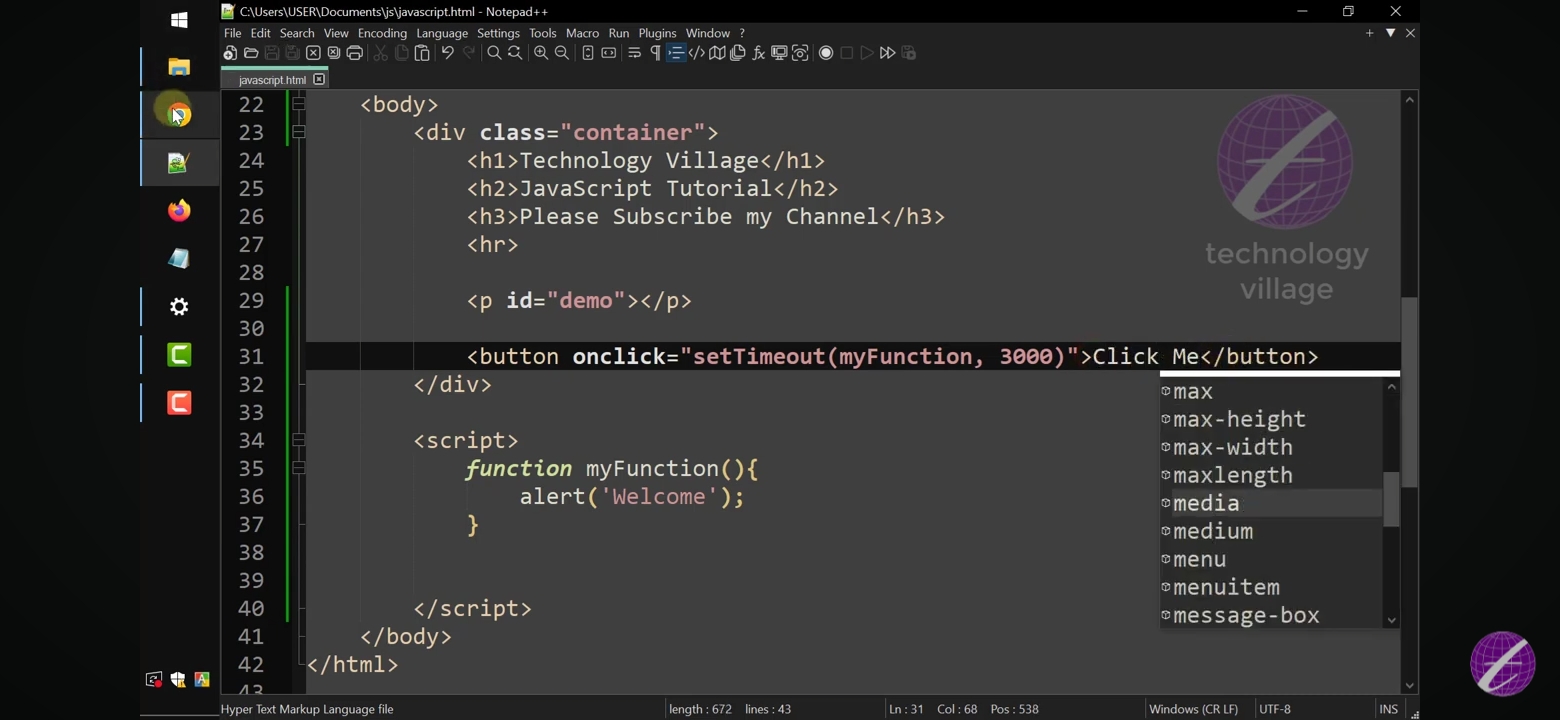 C:\Users\USER\Documents\js\javascript.html - Notepad++
File Edit Search View Encoding Language Settings Tools Macro Run Plugins Window ?
javascript.html
22 <body>
23 <div class="container">
24 <h1>Technology Village</h1>
25 <h2>JavaScript Tutorial</h2>
26 <h3>Please Subscribe my Channel</h3>
27 <hr>
28
29 <p id="demo"></p>
30
31 <button onclick="setTimeout(myFunction, 3000)">Click Me</button>
32 </div>
33
34 <script>
35 function myFunction(){
36 alert('Welcome');
37 }
38
39
40 </script>
41 </body>
42 </html>
43
max
max-height
max-width
maxlength
media
medium
menu
menuitem
message-box
technology
village
Hyper Text Markup Language file length : 672 lines : 43 Ln : 31 Col : 68 Pos : 538 Windows (CR LF) UTF-8 INS